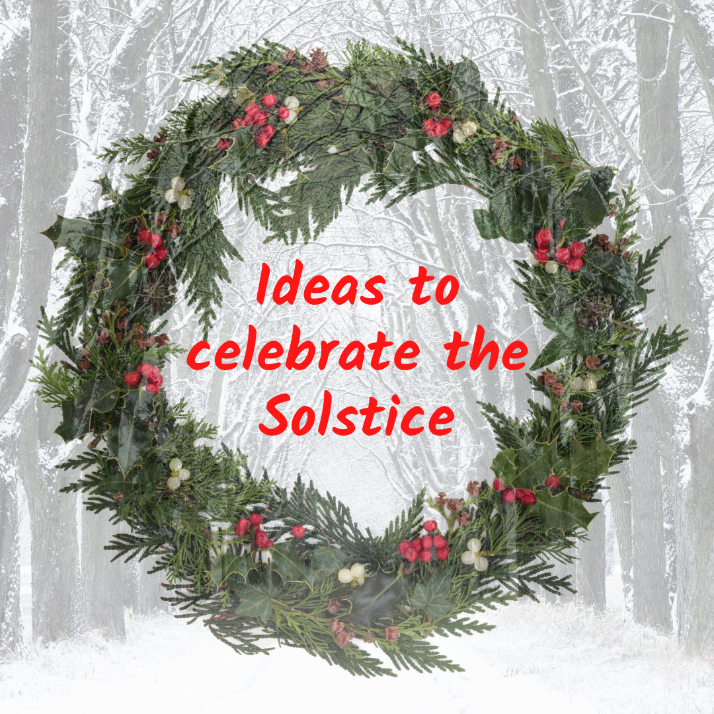 Ideas to
celebrate the
Solstice